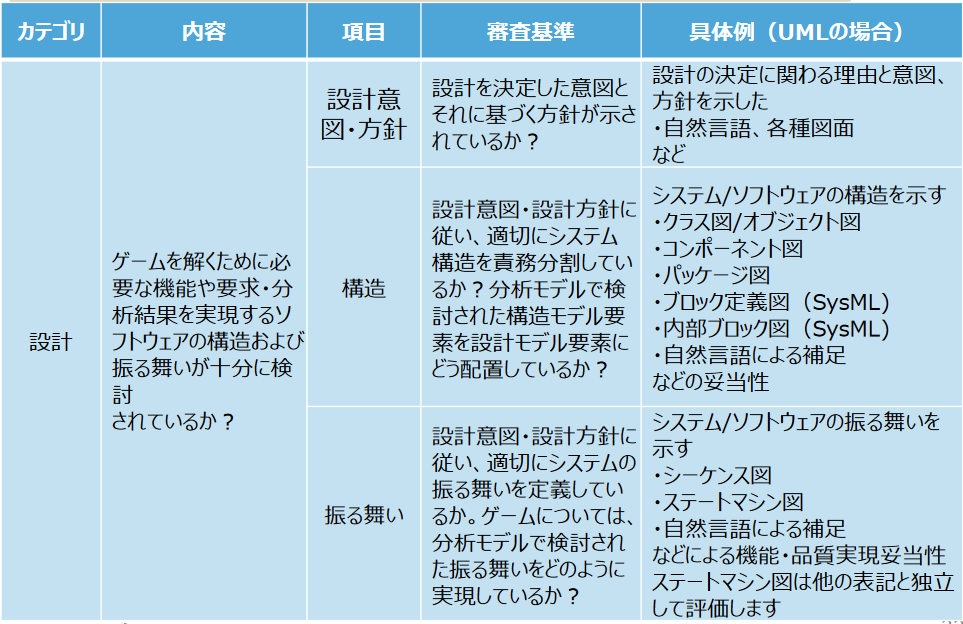 カテゴリ
内容
項目
審査基準
具体例（UMLの場合）
設計
ゲームを解くために必
要な機能や要求・分
析結果を実現するソ
フトウェアの構造および
振る舞いが十分に検
討
されているか？
設計意
図・方針
設計を決定した意図と
それに基づく方針が示さ
れているか？
設計の決定に関わる理由と意図、
方針を示した
・自然言語、各種図面
など
構造
設計意図・設計方針に
従い、適切にシステム
構造を責務分割してい
るか？分析モデルで検
討された構造モデル要
素を設計モデル要素に
どう配置しているか？
システム/ソフトウェアの構造を示す
・クラス図/オブジェクト図
・コンポーネント図
・パッケージ図
・ブロック定義図（SysML）
・内部ブロック図（SysML）
・自然言語による補足
などの妥当性
振る舞い
設計意図・設計方針に
従い、適切にシステムの
振る舞いを定義してい
るか。ゲームについては、
分析モデルで検討され
た振る舞いをどのように
実現しているか？
システム/ソフトウェアの振る舞いを
示す
・シーケンス図
・ステートマシン図
・自然言語による補足
などによる機能・品質実現妥当性
ステートマシン図は他の表記と独立
して評価します